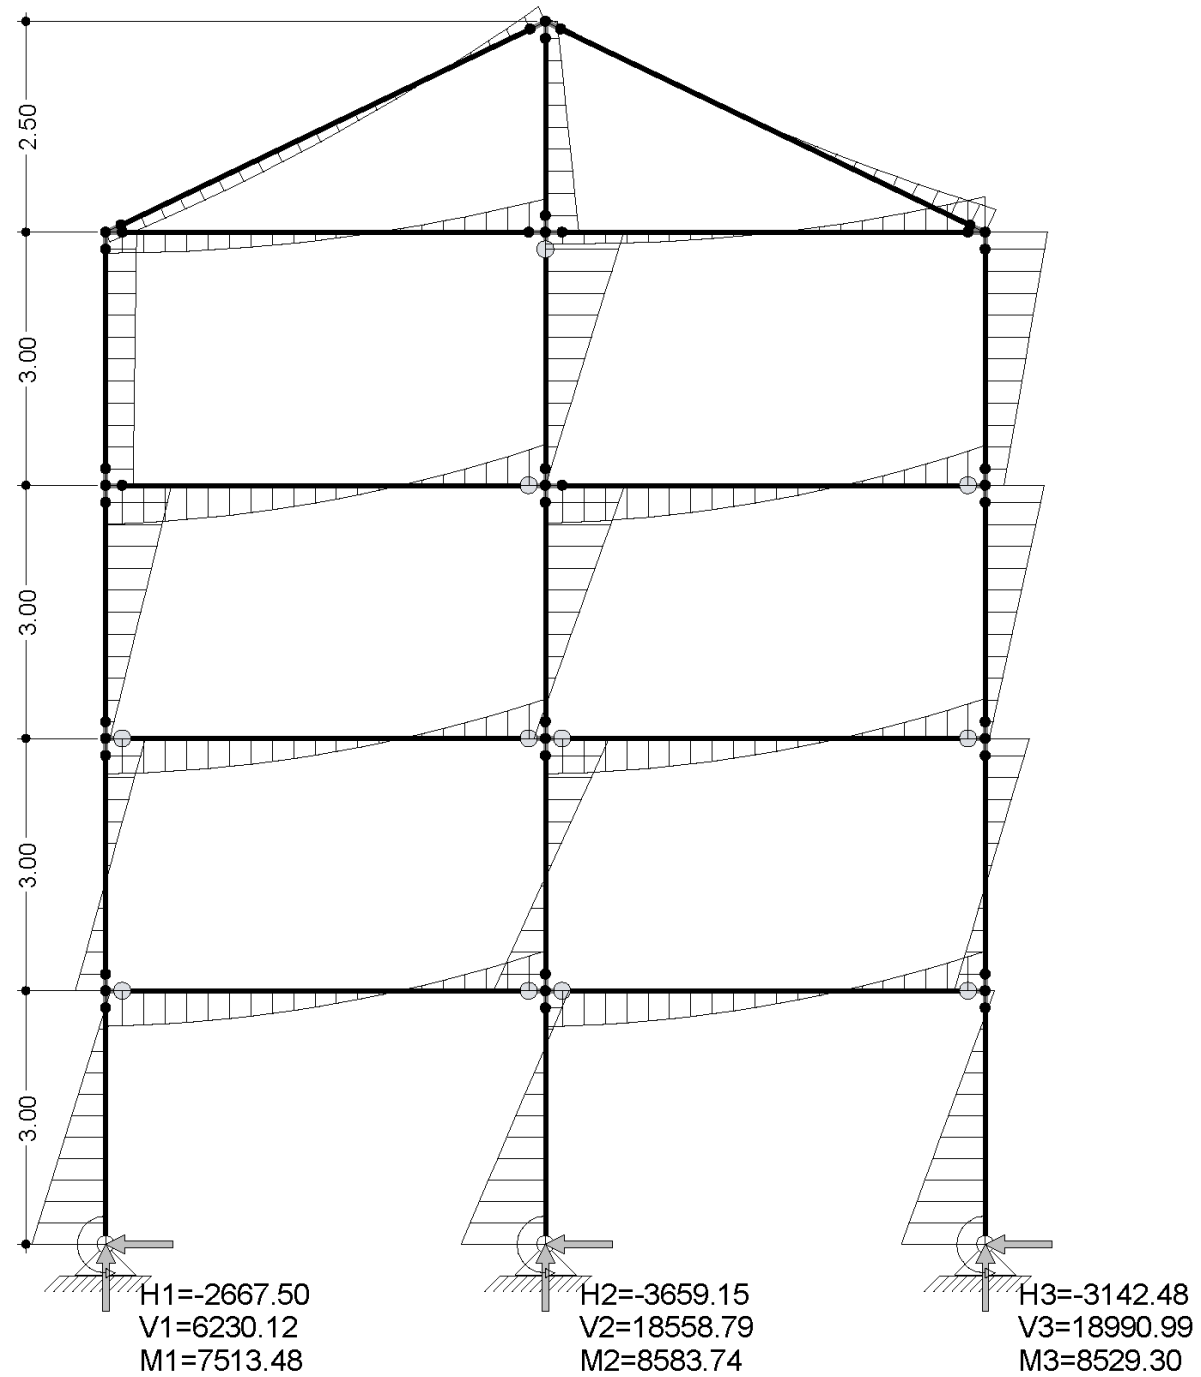 2.50
3.00
3.00
3.00
3.00
H1=-2667.50
V1=6230.12
M1=7513.48
H2=-3659.15
V2=18558.79
M2=8583.74
H3=-3142.48
V3=18990.99
M3=8529.30